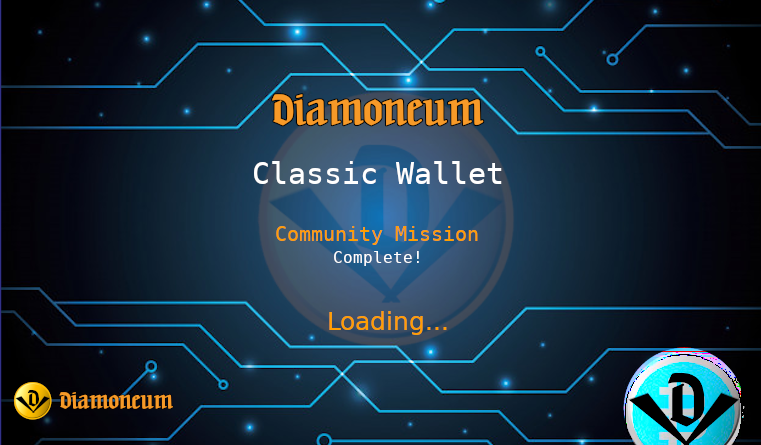 Diamoneum
Classic Wallet
Community Mission
Complete!
Loading...
D
Diamoneum
D